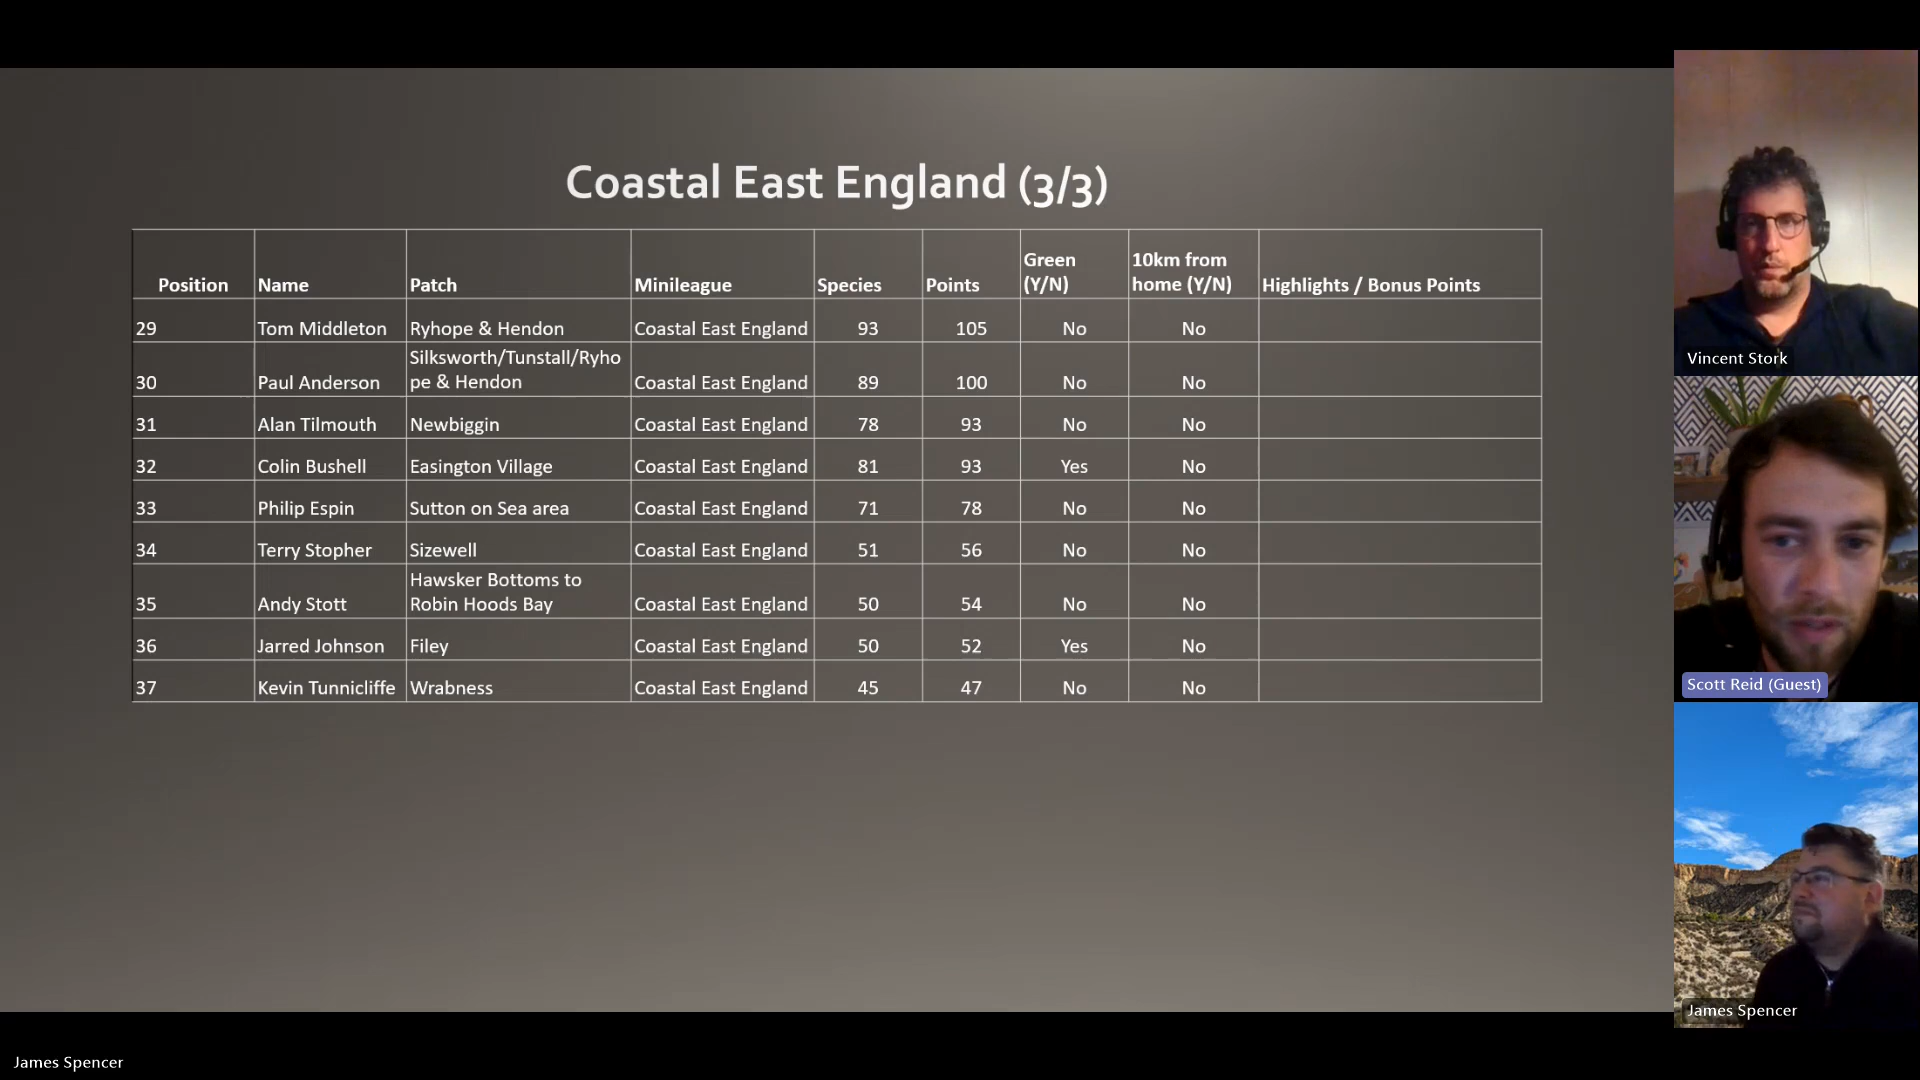 Coastal East England (3/3)
Position Name Patch Minileague Species Points Green (Y/N) 10km from home (Y/N) Highlights / Bonus Points
29 Tom Middleton Ryhope & Hendon Coastal East England 93 105 No No
30 Paul Anderson Silksworth/Tunstall/Ryho
pe & Hendon Coastal East England 89 100 No No
31 Alan Tilmouth Newbiggin Coastal East England 78 93 No No
32 Colin Bushell Easington Village Coastal East England 81 93 Yes No
33 Philip Espin Sutton on Sea area Coastal East England 71 78 No No
34 Terry Stopher Sizewell Coastal East England 51 56 No No
35 Andy Stott Hawsker Bottoms to
Robin Hoods Bay Coastal East England 50 54 No No
36 Jarred Johnson Filey Coastal East England 50 52 Yes No
37 Kevin Tunnicliffe Wrabness Coastal East England 45 47 No No
Vincent Stork
Scott Reid (Guest)
James Spencer
James Spencer